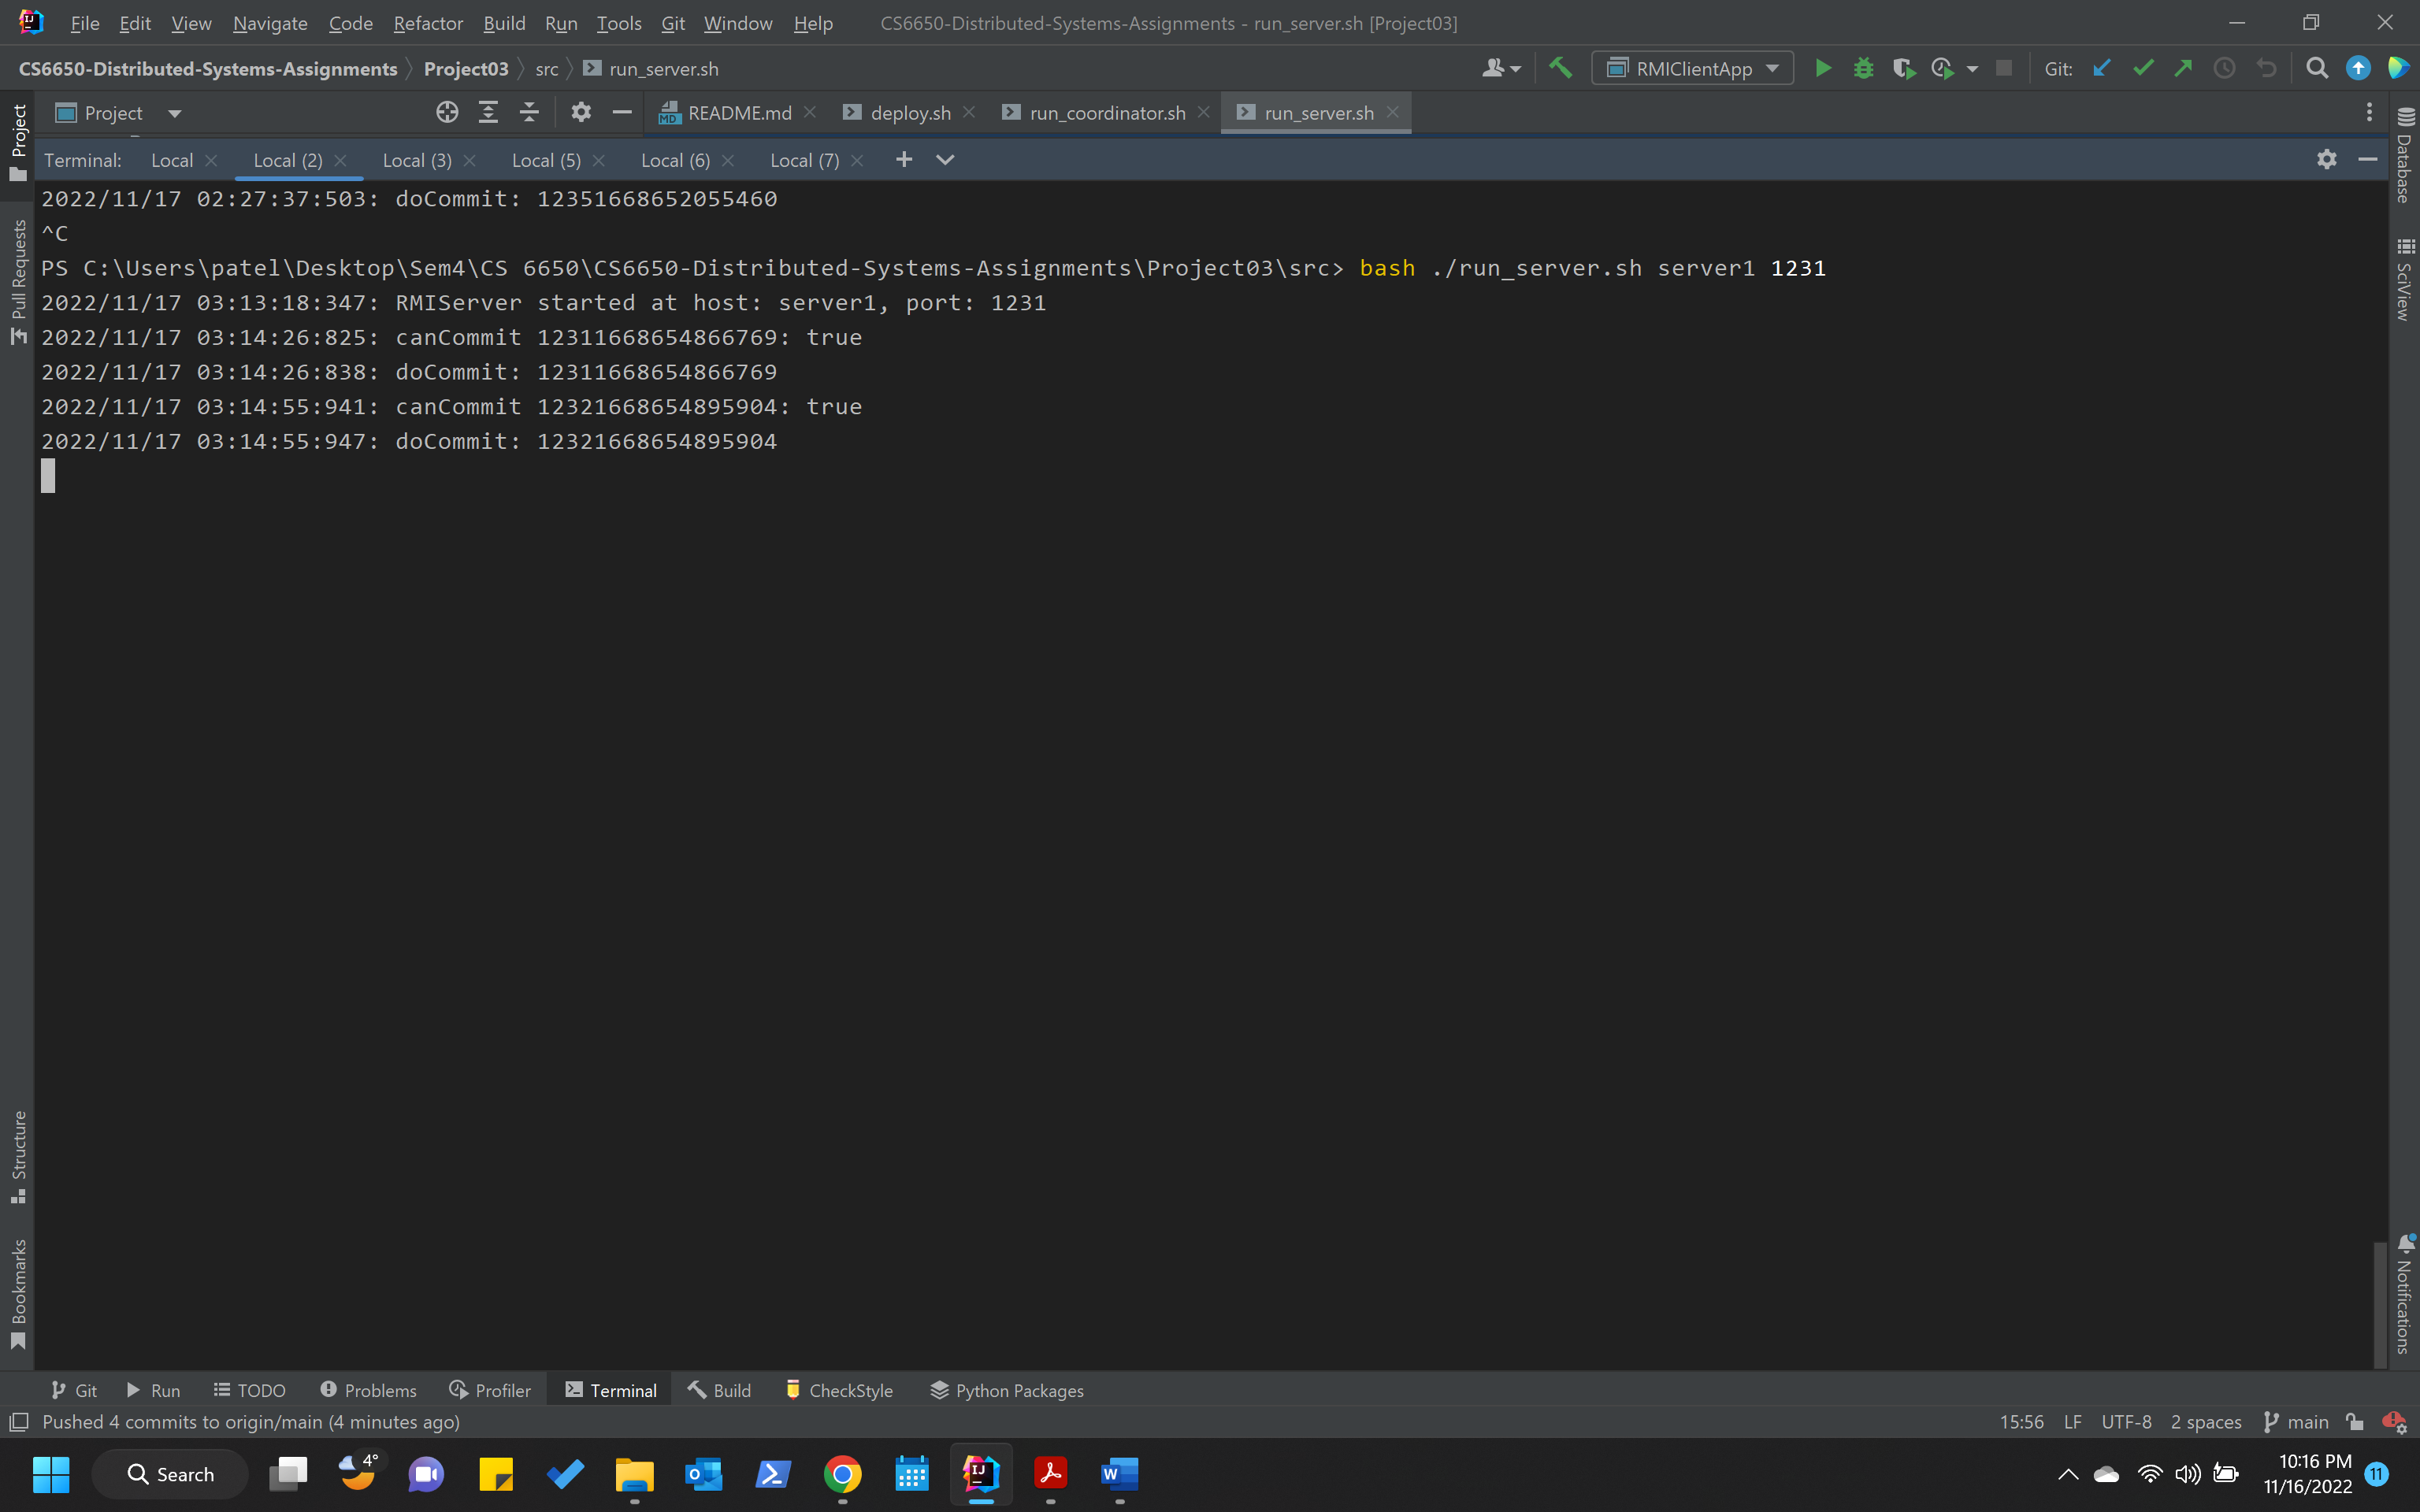 File Edit View Navigate Code Refactor Build Run Tools Git Window Help CS6650-Distributed-Systems-Assignments - run_server.sh [Project03]
CS6650-Distributed-Systems-Assignments Project03 src run_server.sh RMIClientApp Git:
Project README.md deploy.sh run_coordinator.sh run_server.sh
Terminal: Local Local (2) Local (3) Local (5) Local (6) Local (7)
2022/11/17 02:27:37:503: doCommit: 12351668652055460
^C
PS C:\Users\patel\Desktop\Sem4\CS 6650\CS6650-Distributed-Systems-Assignments\Project03\src> bash ./run_server.sh server1 1231
2022/11/17 03:13:18:347: RMIServer started at host: server1, port: 1231
2022/11/17 03:14:26:825: canCommit 12311668654866769: true
2022/11/17 03:14:26:838: doCommit: 12311668654866769
2022/11/17 03:14:55:941: canCommit 12321668654895904: true
2022/11/17 03:14:55:947: doCommit: 12321668654895904
Project
Pull Requests
Structure
Bookmarks
Database
SciView
Notifications
Git Run TODO Problems Profiler Terminal Build CheckStyle Python Packages
Pushed 4 commits to origin/main (4 minutes ago) 15:56 LF UTF-8 2 spaces main
Search 4° 10:16 PM
11/16/2022 11